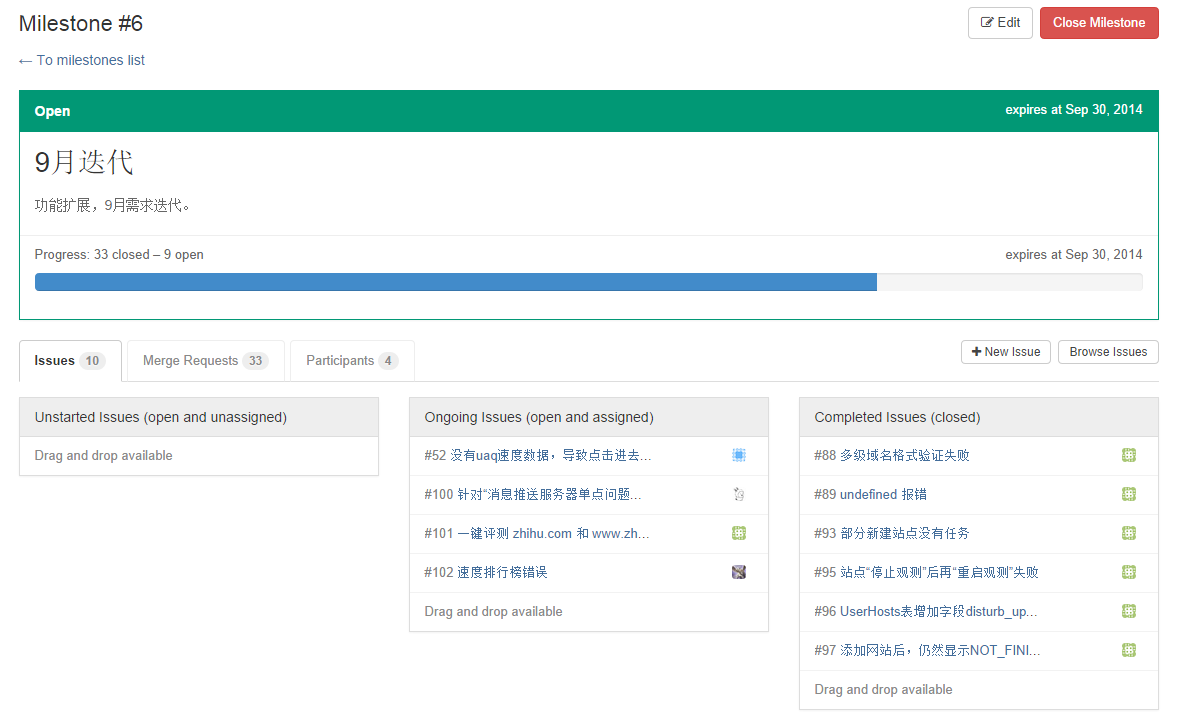 Milestone #6
Edit
Close Milestone
← To milestones list
Open
expires at Sep 30, 2014
9月迭代
功能扩展，9月需求迭代。
Progress: 33 closed – 9 open
expires at Sep 30, 2014
Issues 10
Merge Requests 33
Participants 4
+ New Issue
Browse Issues
Unstarted Issues (open and unassigned)
Drag and drop available
Ongoing Issues (open and assigned)
#52 没有uaq速度数据，导致点击进去…
#100 针对“消息推送服务器单点问题…
#101 一键评测 zhihu.com 和 www.zh…
#102 速度排行榜错误
Drag and drop available
Completed Issues (closed)
#88 多级域名格式验证失败
#89 undefined 报错
#93 部分新建站点没有任务
#95 站点“停止观测”后再“重启观测”失败
#96 UserHosts表增加字段disturb_up…
#97 添加网站后，仍然显示NOT_FINI…
Drag and drop available